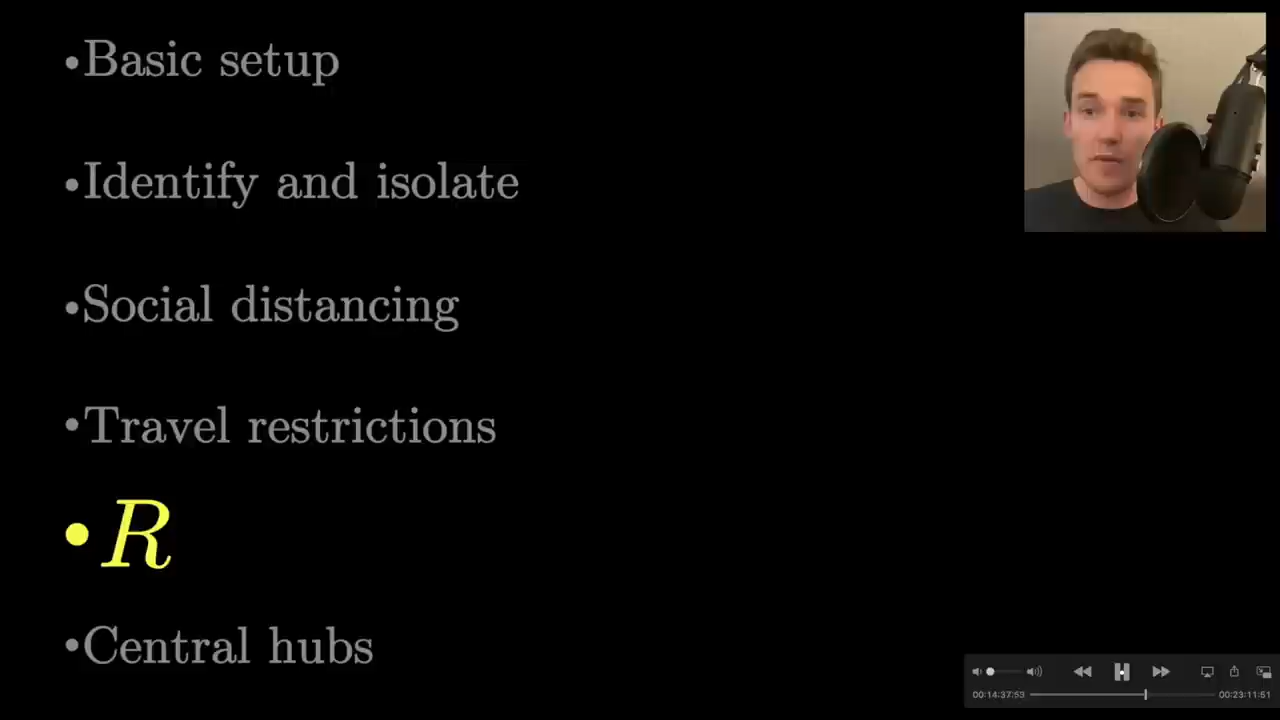 •Basic setup
•Identify and isolate
•Social distancing
•Travel restrictions
•R
•Central hubs
00:14:37:53
00:23:11:51